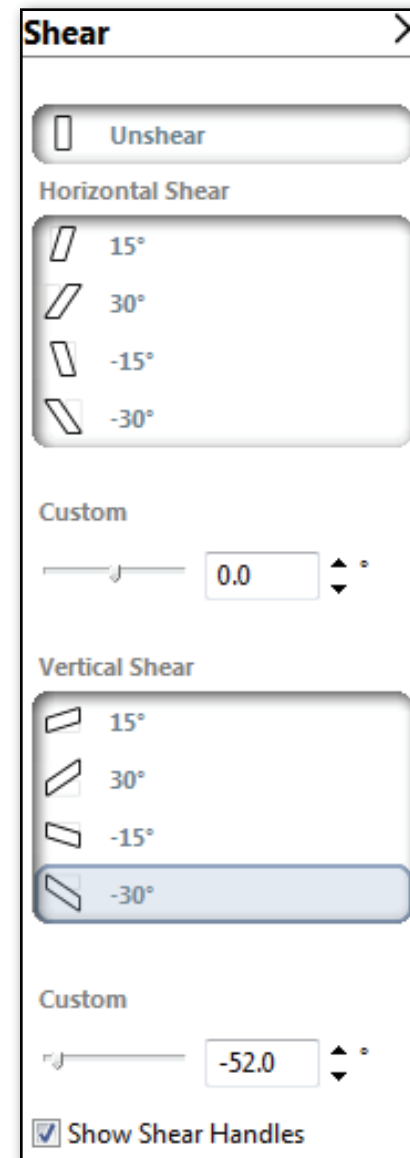 Shear
Unshear
Horizontal Shear
15°
30°
-15°
-30°
Custom
0.0 °
Vertical Shear
15°
30°
-15°
-30°
Custom
-52.0 °
Show Shear Handles